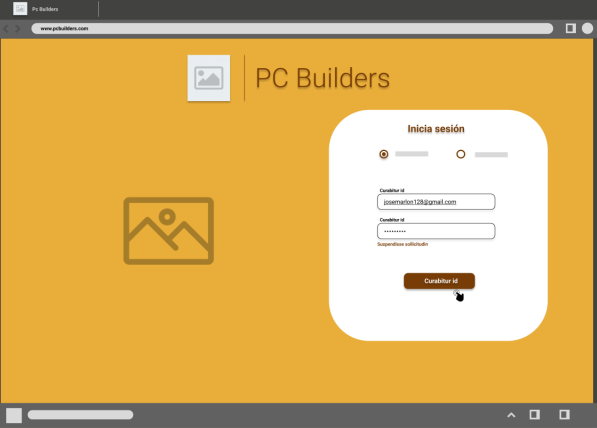 Pc Builders
www.pcbuilders.com
PC Builders
Inicia sesión
Curabitur id
josemarlon128@gmail.com
Curabitur id
•••••••••
Suspendisse sollicitudin
Curabitur id